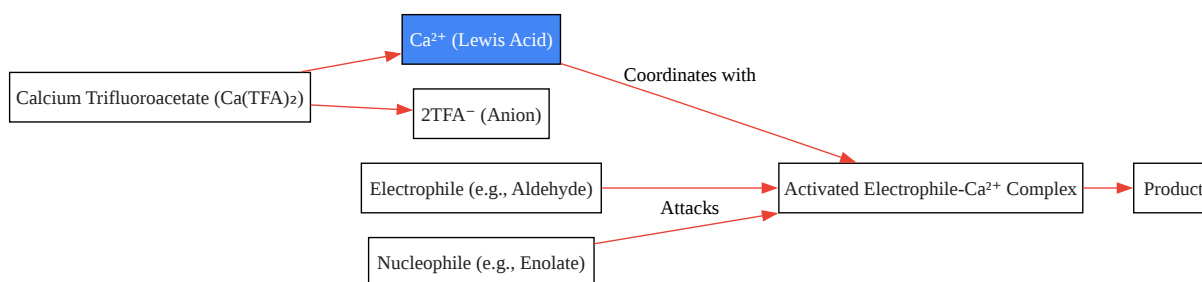 Ca²⁺ (Lewis Acid)
Coordinates with
Calcium Trifluoroacetate (Ca(TFA)₂)
2TFA⁻ (Anion)
Electrophile (e.g., Aldehyde)
Activated Electrophile-Ca²⁺ Complex
Product
Attacks
Nucleophile (e.g., Enolate)